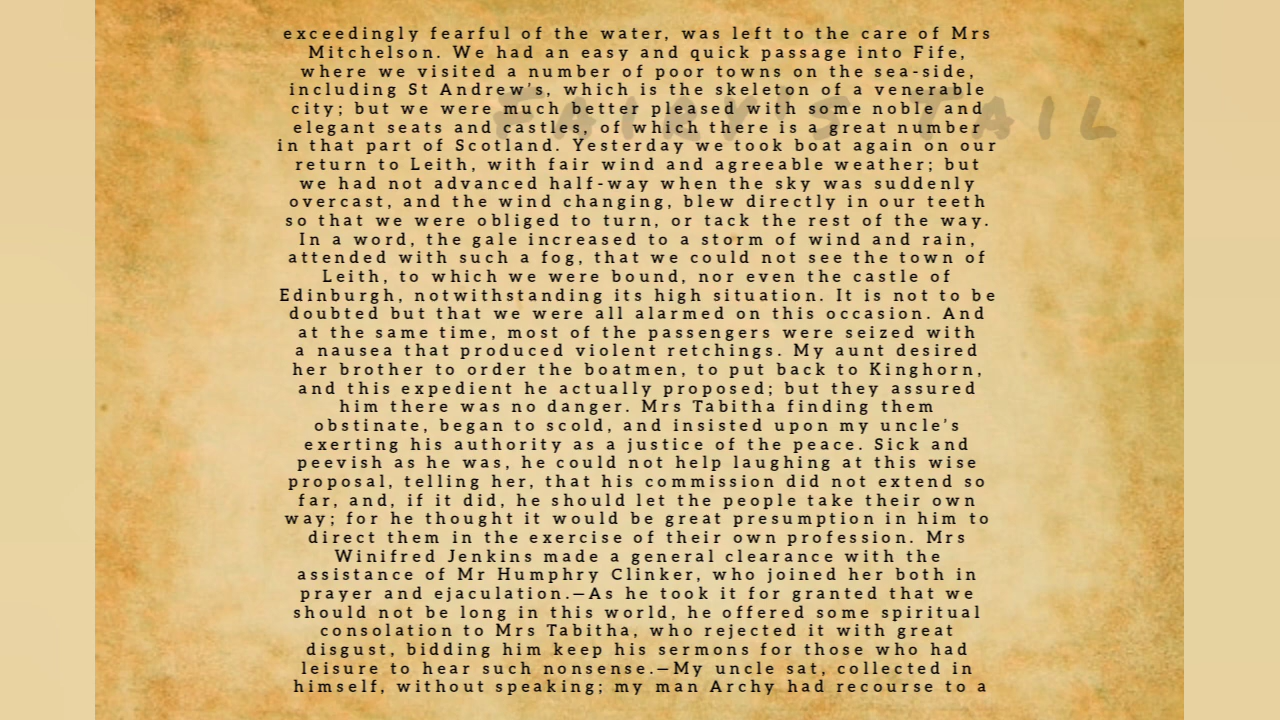 exceedingly fearful of the water, was left to the care of Mrs
Mitchelson. We had an easy and quick passage into Fife,
where we visited a number of poor towns on the sea-side,
including St Andrew's, which is the skeleton of a venerable
city; but we were much better pleased with some noble and
elegant seats and castles, of which there is a great number
in that part of Scotland. Yesterday we took boat again on our
return to Leith, with fair wind and agreeable weather; but
we had not advanced half-way when the sky was suddenly
overcast, and the wind changing, blew directly in our teeth
so that we were obliged to turn, or tack the rest of the way.
In a word, the gale increased to a storm of wind and rain,
attended with such a fog, that we could not see the town of
Leith, to which we were bound, nor even the castle of
Edinburgh, notwithstanding its high situation. It is not to be
doubted but that we were all alarmed on this occasion. And
at the same time, most of the passengers were seized with
a nausea that produced violent retchings. My aunt desired
her brother to order the boatmen, to put back to Kinghorn,
and this expedient he actually proposed; but they assured
him there was no danger. Mrs Tabitha finding them
obstinate, began to scold, and insisted upon my uncle's
exerting his authority as a justice of the peace. Sick and
peevish as he was, he could not help laughing at this wise
proposal, telling her, that his commission did not extend so
far, and, if it did, he should let the people take their own
way; for he thought it would be great presumption in him to
direct them in the exercise of their own profession. Mrs
Winifred Jenkins made a general clearance with the
assistance of Mr Humphry Clinker, who joined her both in
prayer and ejaculation.—As he took it for granted that we
should not be long in this world, he offered some spiritual
consolation to Mrs Tabitha, who rejected it with great
disgust, bidding him keep his sermons for those who had
leisure to hear such nonsense.—My uncle sat, collected in
himself, without speaking; my man Archy had recourse to a
FAIRY'S TAIL